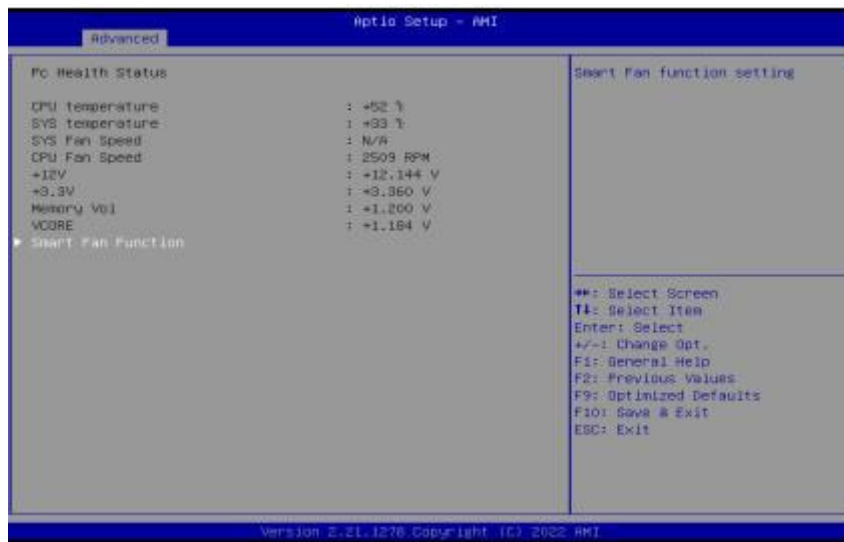 Aptio Setup - AMI
Advanced
Pc Health Status
CPU temperature : +52 %
SYS temperature : +33 %
SYS Fan Speed : N/A
CPU Fan Speed : 2509 RPM
+12V : +12.144 V
+3.3V : +3.360 V
Memory Vol : +1.200 V
VCORE : +1.184 V
▶ Smart Fan Function
Smart Fan function setting
→←: Select Screen
↑↓: Select Item
Enter: Select
+/-: Change Opt.
F1: General Help
F2: Previous Values
F9: Optimized Defaults
F10: Save & Exit
ESC: Exit
Version 2.21.1278 Copyright (C) 2022 AMI